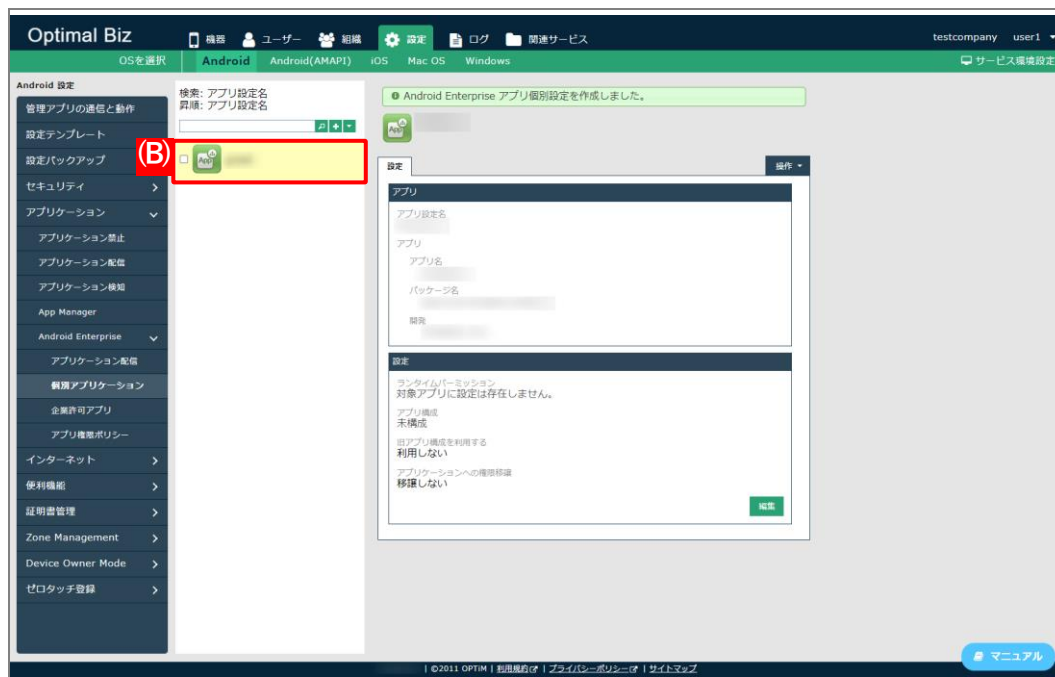 Optimal Biz
機器
ユーザー
組織
設定
ログ
関連サービス
testcompany user1
OSを選択
Android
Android(AMAPI)
iOS
Mac OS
Windows
サービス環境設定
Android 設定
管理アプリの通信と動作
設定テンプレート
設定バックアップ
セキュリティ
アプリケーション
アプリケーション禁止
アプリケーション配信
アプリケーション検知
App Manager
Android Enterprise
アプリケーション配信
個別アプリケーション
企業許可アプリ
アプリ権限ポリシー
インターネット
便利機能
証明書管理
Zone Management
Device Owner Mode
ゼロタッチ登録
検索: アプリ設定名
昇順: アプリ設定名
(B)
App
Android Enterprise アプリ個別設定を作成しました。
App
設定
操作
アプリ
アプリ設定名
アプリ
アプリ名
パッケージ名
開発
設定
ランタイムパーミッション
対象アプリに設定は存在しません。
アプリ構成
未構成
旧アプリ構成を利用する
利用しない
アプリケーションへの権限移譲
移譲しない
編集
マニュアル
| ©2011 OPTiM | 利用規約 | プライバシーポリシー | サイトマップ